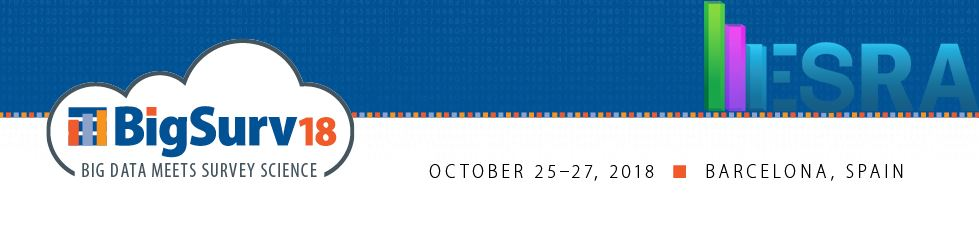 ESRA
BigSurv18
BIG DATA MEETS SURVEY SCIENCE
OCTOBER 25–27, 2018 ■ BARCELONA, SPAIN